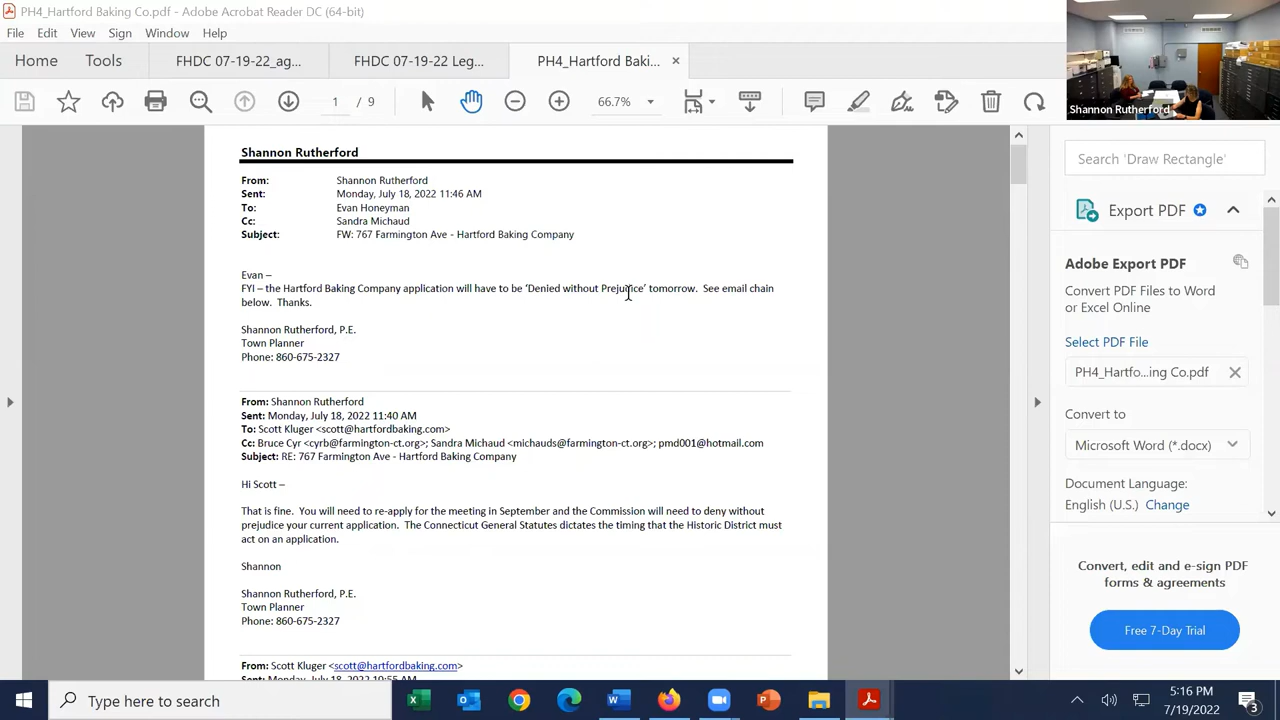 PH4_Hartford Baking Co.pdf - Adobe Acrobat Reader DC (64-bit)
File Edit View Sign Window Help
Home Tools FHDC 07-19-22_ag... FHDC 07-19-22 Leg... PH4_Hartford Baki... ×
1 / 9 66.7%
Shannon Rutherford
Shannon Rutherford
From: Shannon Rutherford
Sent: Monday, July 18, 2022 11:46 AM
To: Evan Honeyman
Cc: Sandra Michaud
Subject: FW: 767 Farmington Ave - Hartford Baking Company
Evan –
FYI – the Hartford Baking Company application will have to be ‘Denied without Prejudice’ tomorrow. See email chain
below. Thanks.
Shannon Rutherford, P.E.
Town Planner
Phone: 860-675-2327
From: Shannon Rutherford
Sent: Monday, July 18, 2022 11:40 AM
To: Scott Kluger <scott@hartfordbaking.com>
Cc: Bruce Cyr <cyrb@farmington-ct.org>; Sandra Michaud <michauds@farmington-ct.org>; pmd001@hotmail.com
Subject: RE: 767 Farmington Ave - Hartford Baking Company
Hi Scott –
That is fine. You will need to re-apply for the meeting in September and the Commission will need to deny without
prejudice your current application. The Connecticut General Statutes dictates the timing that the Historic District must
act on an application.
Shannon
Shannon Rutherford, P.E.
Town Planner
Phone: 860-675-2327
From: Scott Kluger <scott@hartfordbaking.com>
Sent: Monday, July 18, 2022 10:55 AM
Search 'Draw Rectangle'
Export PDF
Adobe Export PDF
Convert PDF Files to Word
or Excel Online
Select PDF File
PH4_Hartfo...ing Co.pdf
Convert to
Microsoft Word (*.docx)
Document Language:
English (U.S.) Change
Convert, edit and e-sign PDF
forms & agreements
Free 7-Day Trial
Type here to search
5:16 PM
7/19/2022
3